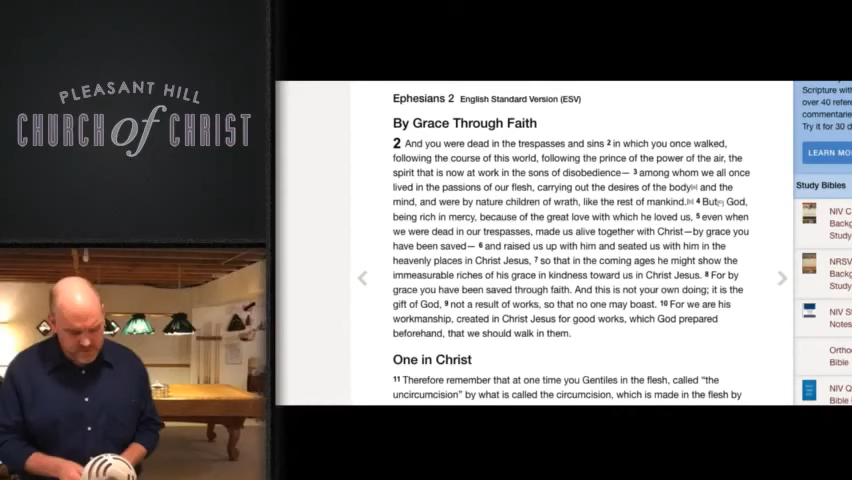 PLEASANT HILL
CHURCH of CHRIST
Ephesians 2 English Standard Version (ESV)
By Grace Through Faith
2 And you were dead in the trespasses and sins 2 in which you once walked,
following the course of this world, following the prince of the power of the air, the
spirit that is now at work in the sons of disobedience— 3 among whom we all once
lived in the passions of our flesh, carrying out the desires of the body[a] and the
mind, and were by nature children of wrath, like the rest of mankind.[b] 4 But[c] God,
being rich in mercy, because of the great love with which he loved us, 5 even when
we were dead in our trespasses, made us alive together with Christ—by grace you
have been saved— 6 and raised us up with him and seated us with him in the
heavenly places in Christ Jesus, 7 so that in the coming ages he might show the
immeasurable riches of his grace in kindness toward us in Christ Jesus. 8 For by
grace you have been saved through faith. And this is not your own doing; it is the
gift of God, 9 not a result of works, so that no one may boast. 10 For we are his
workmanship, created in Christ Jesus for good works, which God prepared
beforehand, that we should walk in them.
One in Christ
11 Therefore remember that at one time you Gentiles in the flesh, called “the
uncircumcision” by what is called the circumcision, which is made in the flesh by
Scripture with
over 40 refere
commentarie
Try it for 30 d
LEARN MO
Study Bibles
NIV C
Backg
Study
NRSV
Backg
Study
NIV St
Notes
Ortho
Bible
NIV Q
Bible